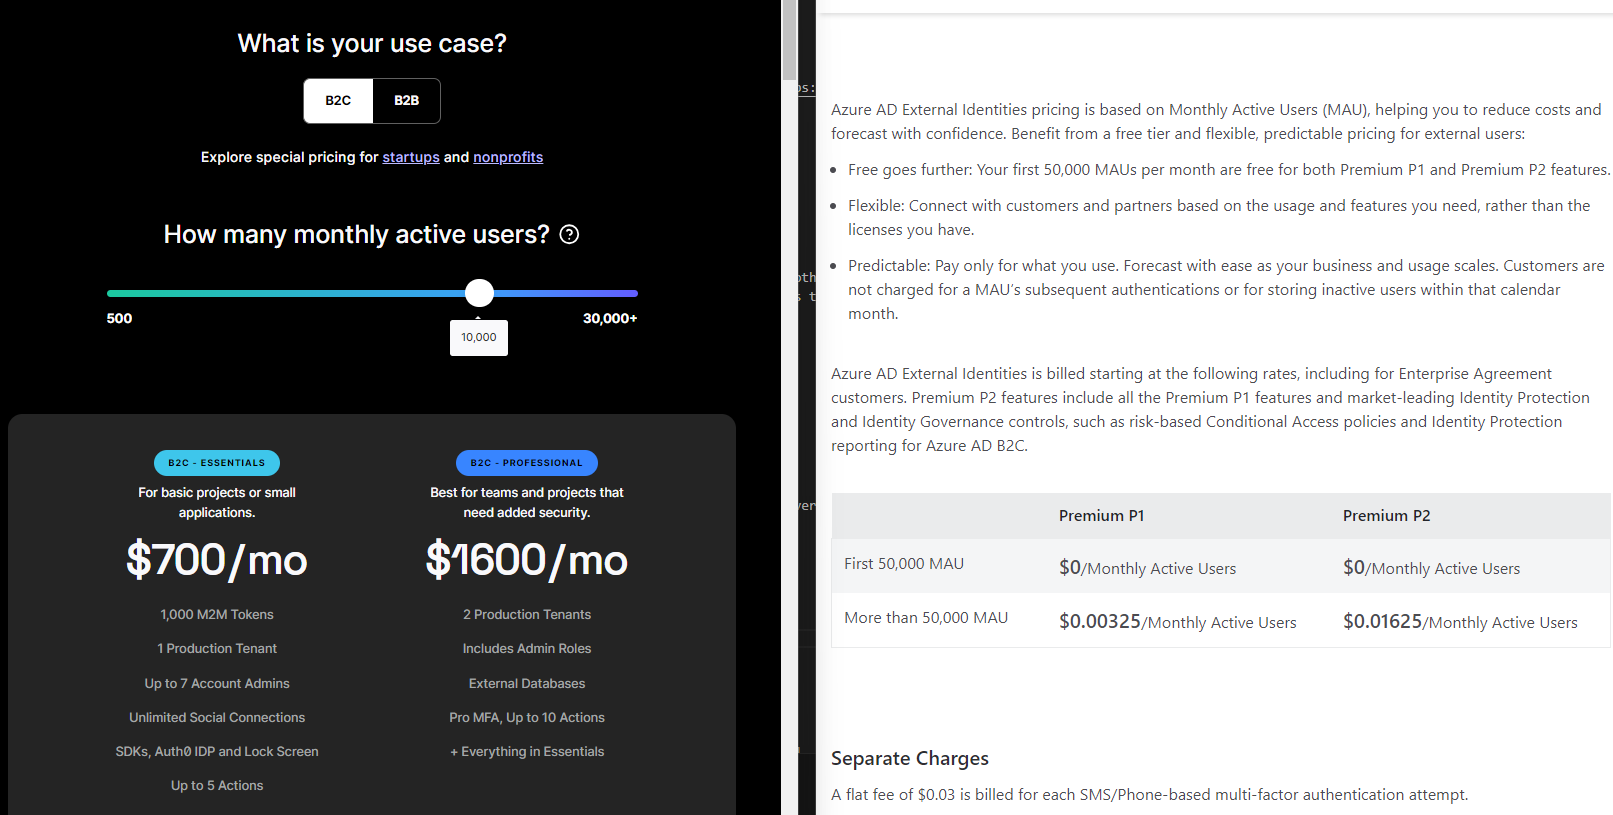 What is your use case?
B2C B2B
Explore special pricing for startups and nonprofits
How many monthly active users? ?
500 30,000+
10,000
B2C - ESSENTIALS
For basic projects or small
applications.
$700/mo
1,000 M2M Tokens
1 Production Tenant
Up to 7 Account Admins
Unlimited Social Connections
SDKs, Auth0 IDP and Lock Screen
Up to 5 Actions
B2C - PROFESSIONAL
Best for teams and projects that
need added security.
$1600/mo
2 Production Tenants
Includes Admin Roles
External Databases
Pro MFA, Up to 10 Actions
+ Everything in Essentials
Azure AD External Identities pricing is based on Monthly Active Users (MAU), helping you to reduce costs and
forecast with confidence. Benefit from a free tier and flexible, predictable pricing for external users:
• Free goes further: Your first 50,000 MAUs per month are free for both Premium P1 and Premium P2 features.
• Flexible: Connect with customers and partners based on the usage and features you need, rather than the
licenses you have.
• Predictable: Pay only for what you use. Forecast with ease as your business and usage scales. Customers are
not charged for a MAU’s subsequent authentications or for storing inactive users within that calendar
month.
Azure AD External Identities is billed starting at the following rates, including for Enterprise Agreement
customers. Premium P2 features include all the Premium P1 features and market-leading Identity Protection
and Identity Governance controls, such as risk-based Conditional Access policies and Identity Protection
reporting for Azure AD B2C.
Premium P1 Premium P2
First 50,000 MAU $0/Monthly Active Users $0/Monthly Active Users
More than 50,000 MAU $0.00325/Monthly Active Users $0.01625/Monthly Active Users
Separate Charges
A flat fee of $0.03 is billed for each SMS/Phone-based multi-factor authentication attempt.